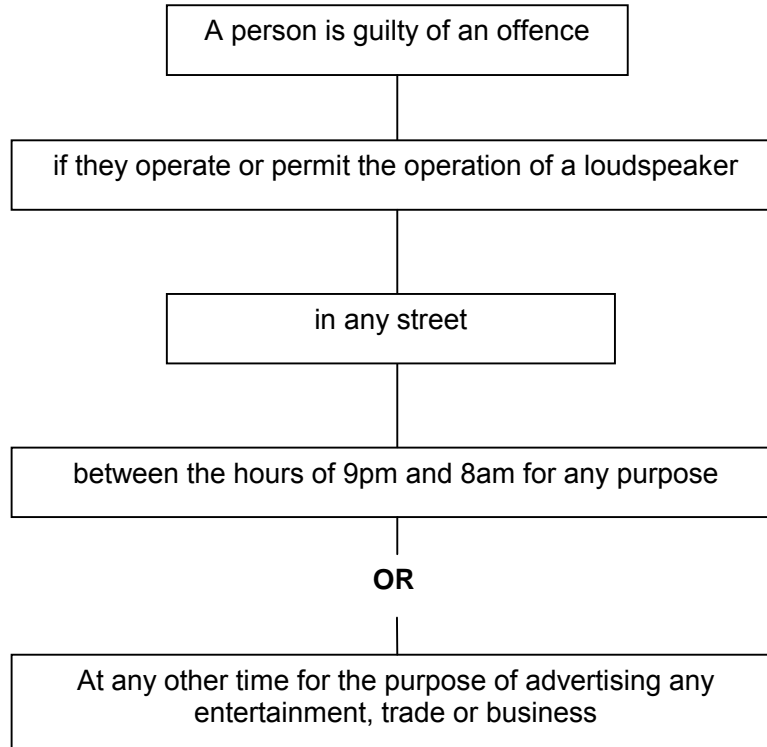 A person is guilty of an offence
if they operate or permit the operation of a loudspeaker
in any street
between the hours of 9pm and 8am for any purpose
OR
At any other time for the purpose of advertising any
entertainment, trade or business